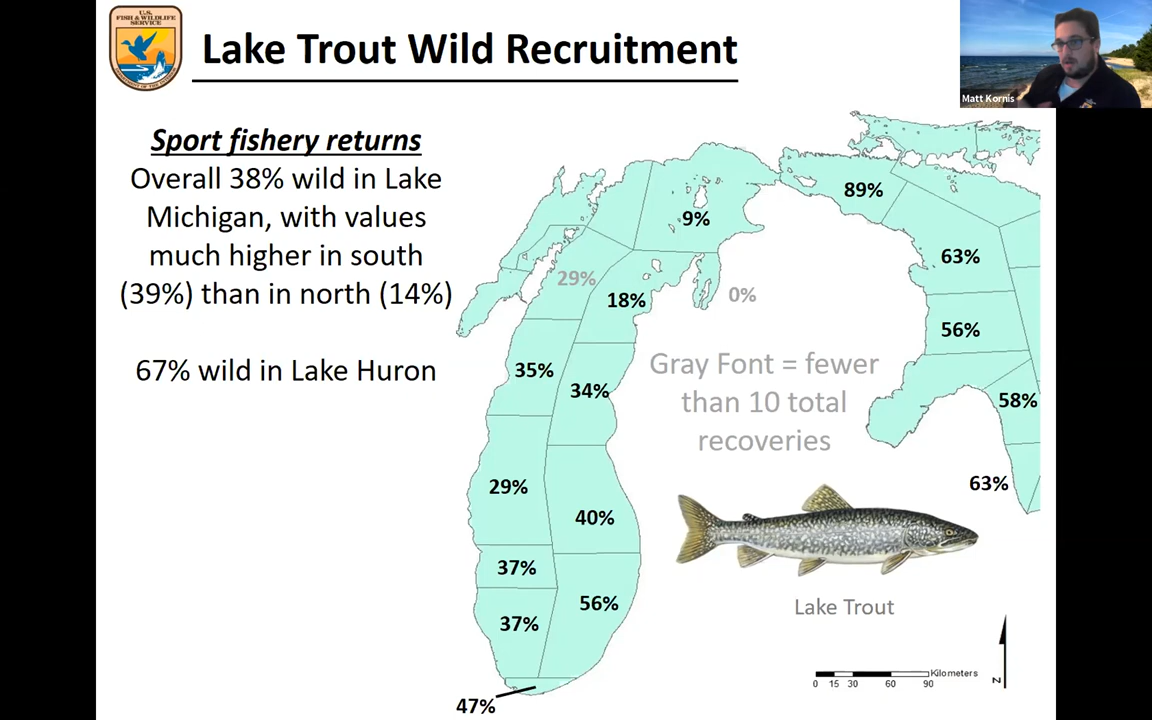 U.S.
FISH & WILDLIFE
SERVICE
Lake Trout Wild Recruitment
Matt Kornis
Sport fishery returns
Overall 38% wild in Lake
Michigan, with values
much higher in south
(39%) than in north (14%)
67% wild in Lake Huron
89%
9%
63%
29%
18%
0%
56%
35%
34%
Gray Font = fewer
than 10 total
recoveries
58%
29%
40%
63%
37%
56%
37%
Lake Trout
47%
Kilometers
0 15 30 60 90
N